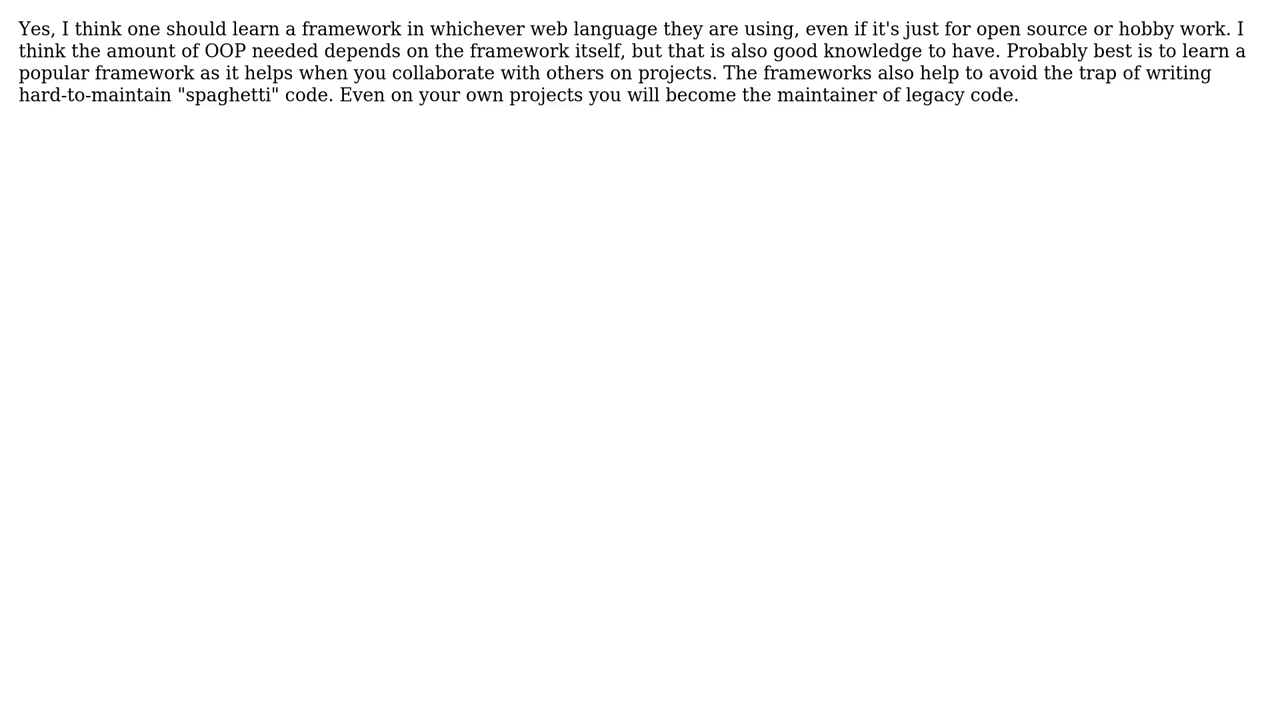 Yes, I think one should learn a framework in whichever web language they are using, even if it's just for open source or hobby work. I
think the amount of OOP needed depends on the framework itself, but that is also good knowledge to have. Probably best is to learn a
popular framework as it helps when you collaborate with others on projects. The frameworks also help to avoid the trap of writing
hard-to-maintain "spaghetti" code. Even on your own projects you will become the maintainer of legacy code.